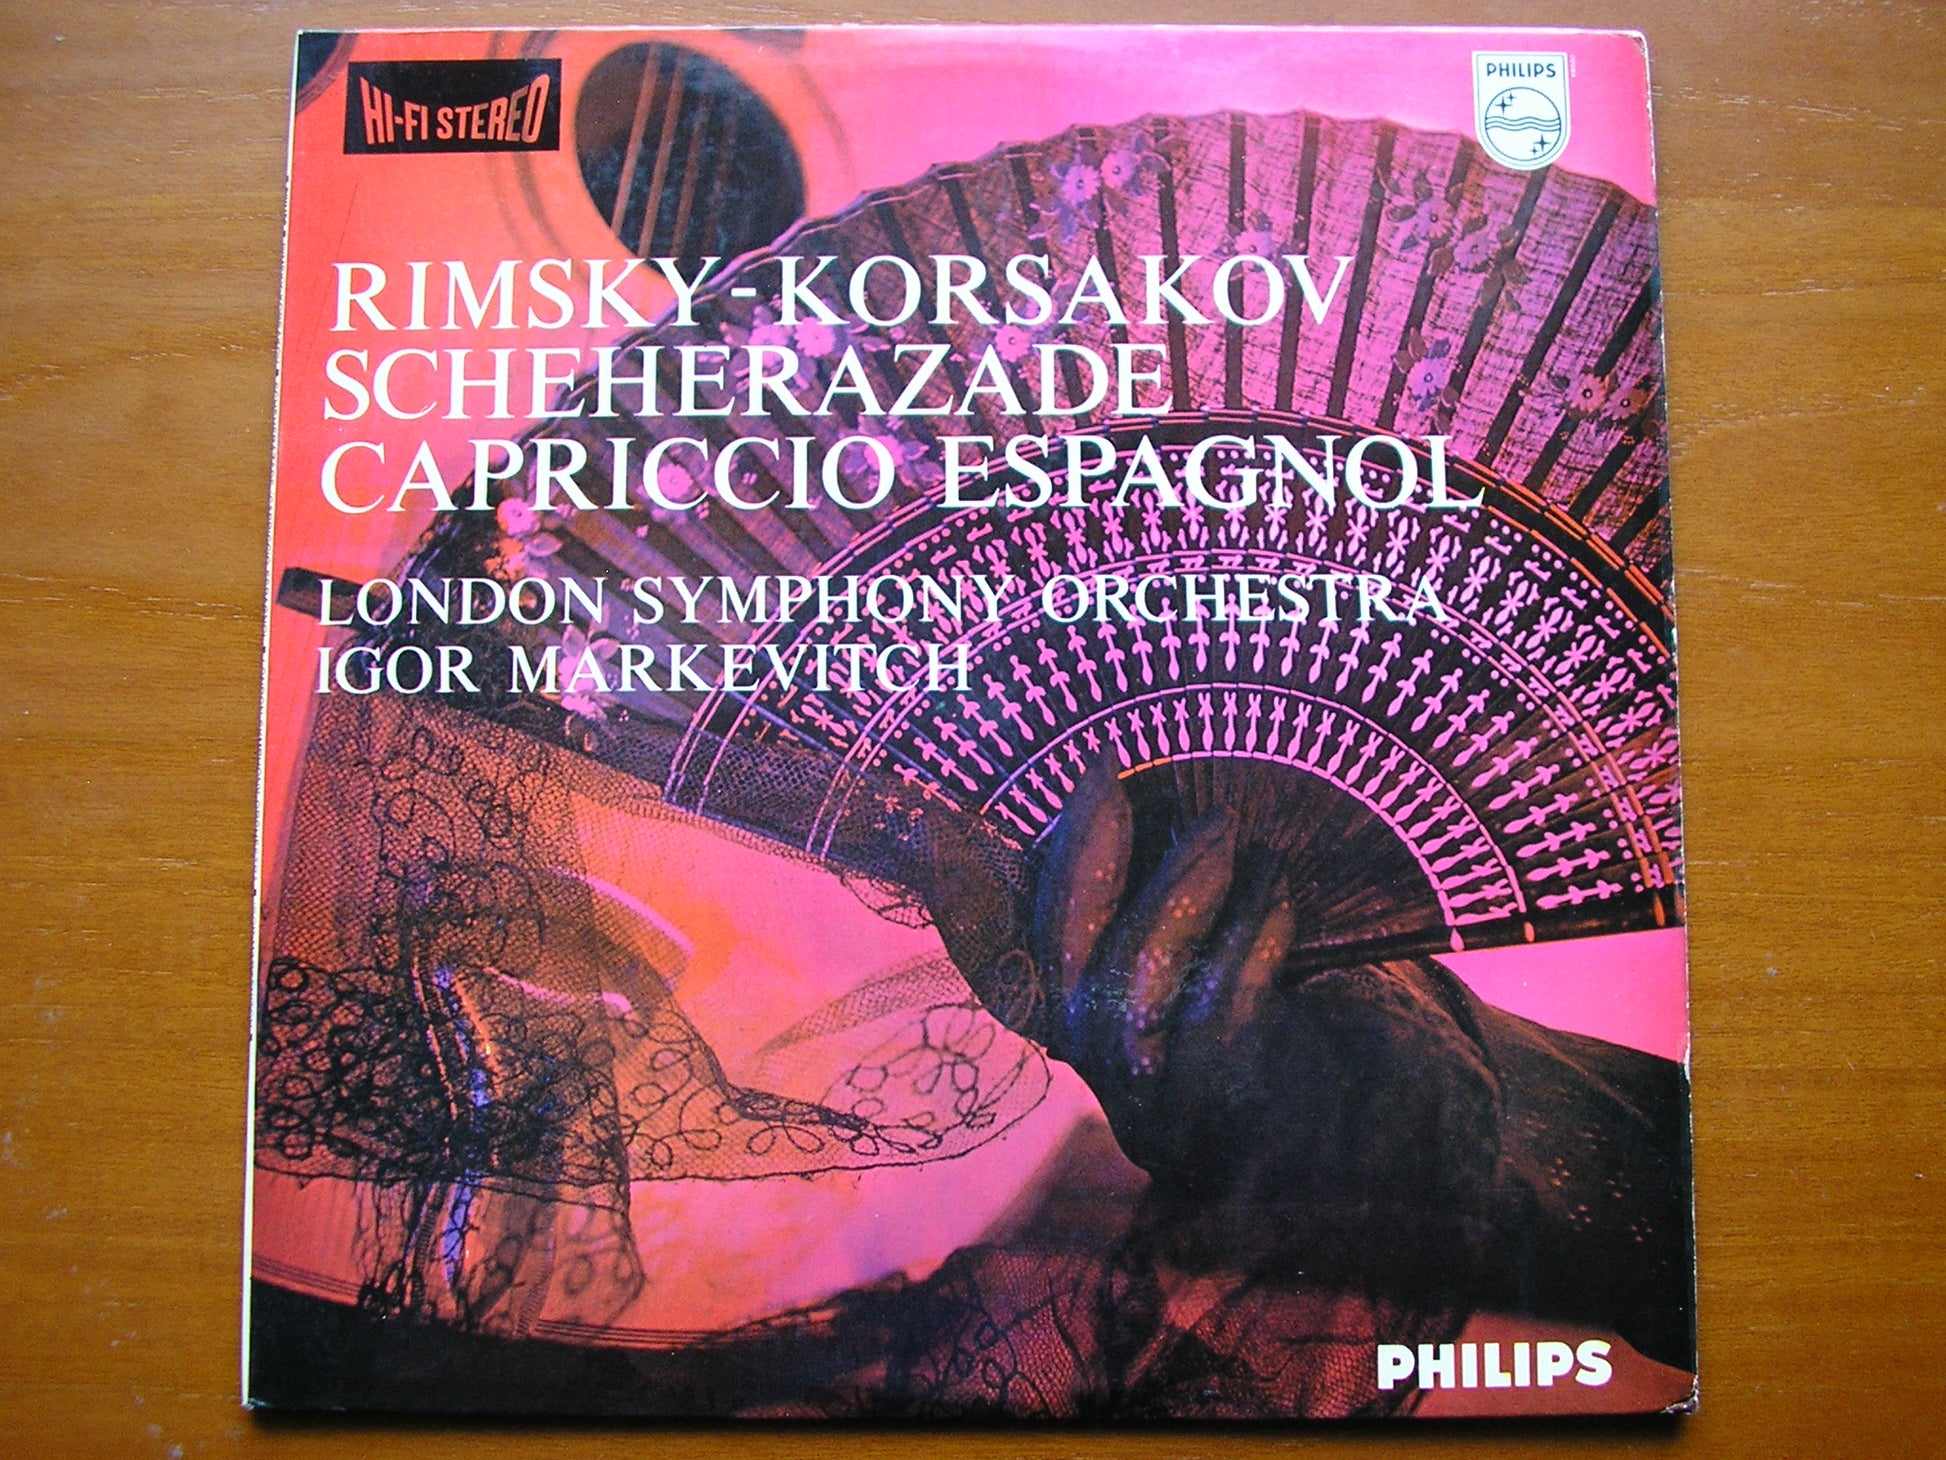 HI-FI STEREO
PHILIPS
RIMSKY-KORSAKOV
SCHEHERAZADE
CAPRICCIO ESPAGNOL
LONDON SYMPHONY ORCHESTRA
IGOR MARKEVITCH
PHILIPS